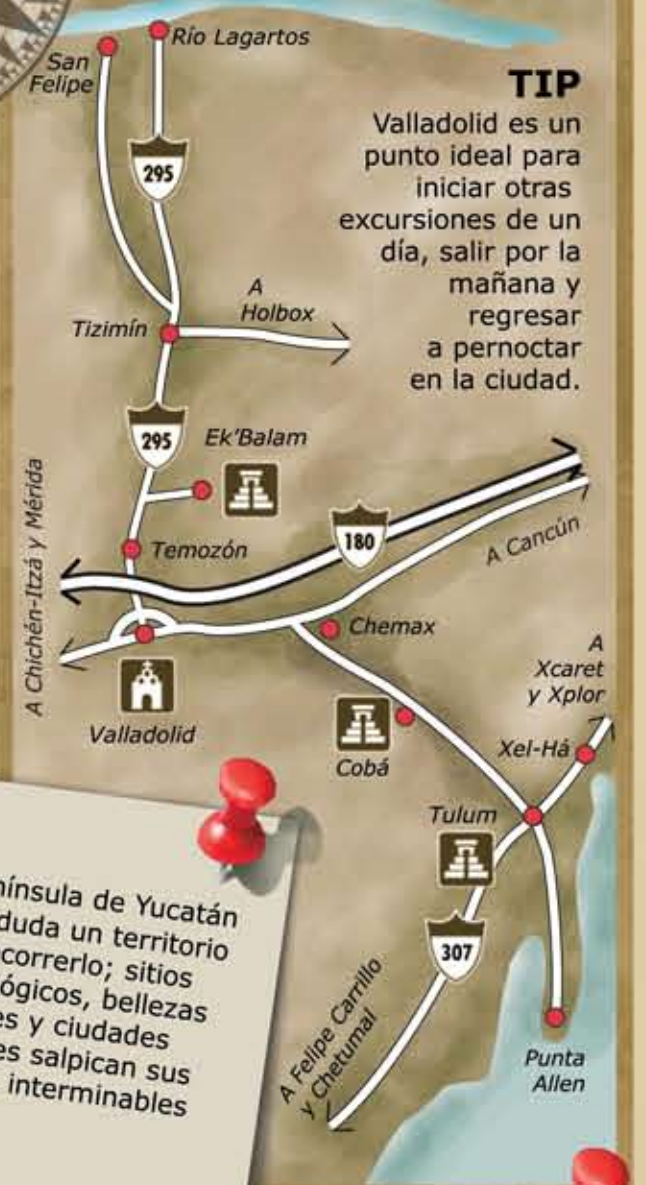 Río Lagartos
San
Felipe
TIP
Valladolid es un
punto ideal para
iniciar otras
excursiones de un
día, salir por la
mañana y
regresar
a pernoctar
en la ciudad.
295
A
Holbox
Tizimín
295
Ek'Balam
A Chichén-Itzá y Mérida
Temozón
180
A Cancún
Chemax
Valladolid
A
Xcaret
y Xplor
Cobá
Xel-Há
Tulum
307
A Felipe Carrillo
y Chetumal
Punta
Allen
nínsula de Yucatán
duda un territorio
correrlo; sitios
ógicos, bellezas
es y ciudades
es salpican sus
interminables